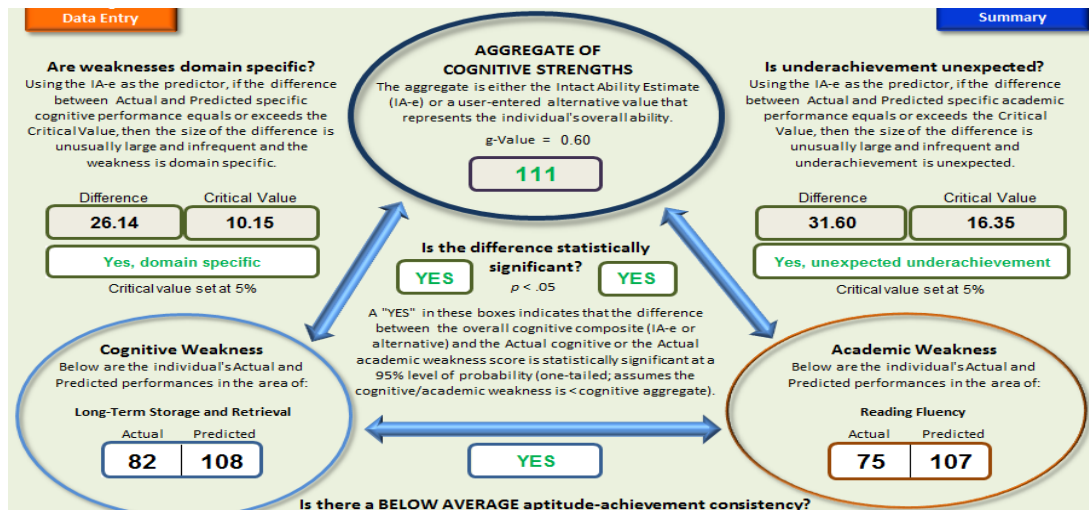 Data Entry
Summary
AGGREGATE OF
COGNITIVE STRENGTHS
The aggregate is either the Intact Ability Estimate
(IA-e) or a user-entered alternative value that
represents the individual's overall ability.
g-Value = 0.60
111
Are weaknesses domain specific?
Using the IA-e as the predictor, if the difference
between Actual and Predicted specific
cognitive performance equals or exceeds the
Critical Value, then the size of the difference is
unusually large and infrequent and the
weakness is domain specific.
Difference Critical Value
26.14 10.15
Yes, domain specific
Critical value set at 5%
Is underachievement unexpected?
Using the IA-e as the predictor, if the difference
between Actual and Predicted specific academic
performance equals or exceeds the Critical
Value, then the size of the difference is
unusually large and infrequent and
underachievement is unexpected.
Difference Critical Value
31.60 16.35
Yes, unexpected underachievement
Critical value set at 5%
Is the difference statistically
significant?
YES p < .05 YES
A "YES" in these boxes indicates that the difference
between the overall cognitive composite (IA-e or
alternative) and the Actual cognitive or the Actual
academic weakness score is statistically significant at a
95% level of probability (one-tailed; assumes the
cognitive/academic weakness is < cognitive aggregate).
Cognitive Weakness
Below are the individual's Actual and
Predicted performances in the area of:
Long-Term Storage and Retrieval
Actual Predicted
82 108
YES
Academic Weakness
Below are the individual's Actual and
Predicted performances in the area of:
Reading Fluency
Actual Predicted
75 107
Is there a BELOW AVERAGE aptitude-achievement consistency?